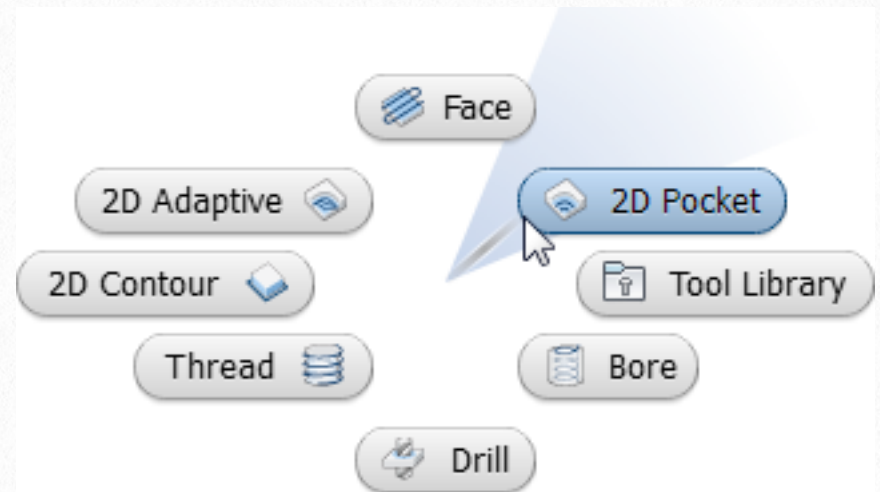 Face
2D Adaptive
2D Pocket
2D Contour
Tool Library
Thread
Bore
Drill